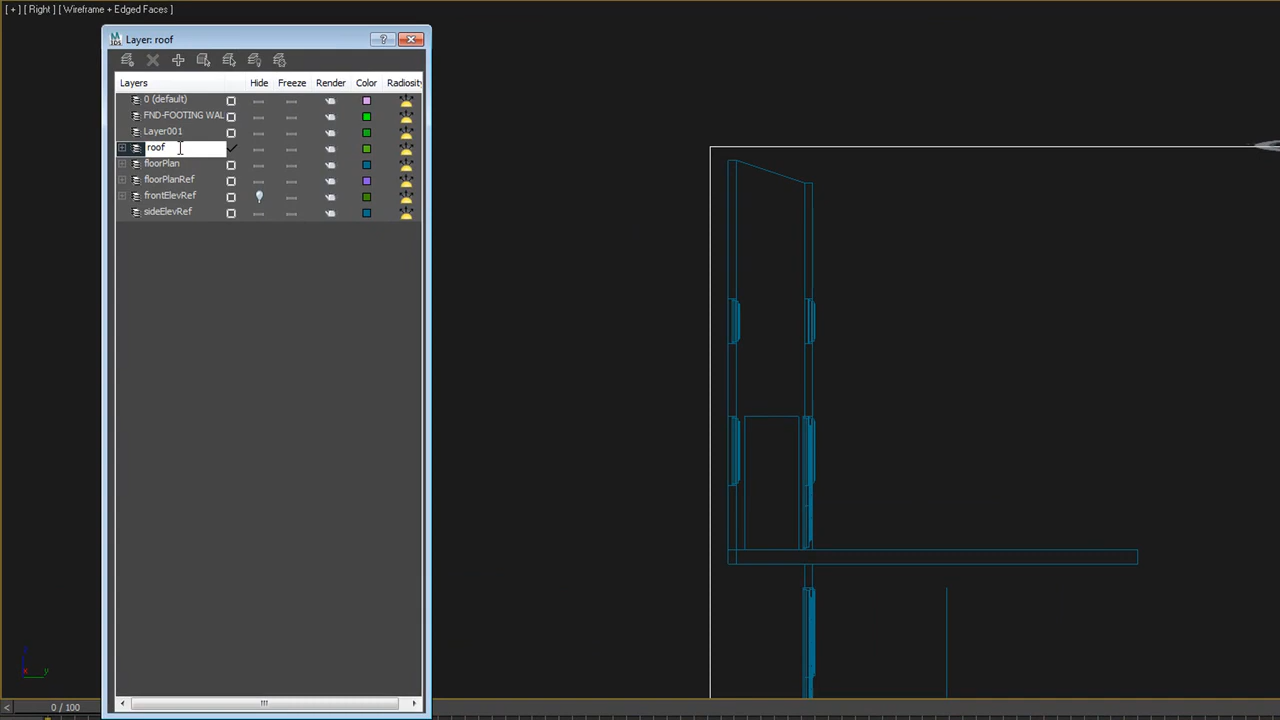 [ + ] [ Right ] [ Wireframe + Edged Faces ]
Layer: roof
Layers Hide Freeze Render Color Radiosity
0 (default)
FND-FOOTING WAL
Layer001
roof
floorPlan
floorPlanRef
frontElevRef
sideElevRef
0 / 100